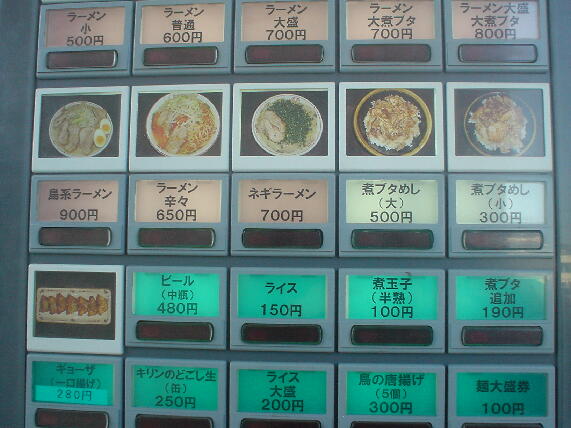 ラーメン
小
500円
ラーメン
普通
600円
ラーメン
大盛
700円
ラーメン
大煮ブタ
700円
ラーメン大盛
大煮ブタ
800円
鳥系ラーメン
900円
ラーメン
辛々
650円
ネギラーメン
700円
煮ブタめし
(大)
500円
煮ブタめし
(小)
300円
ビール
(中瓶)
480円
ライス
150円
煮玉子
(半熟)
100円
煮ブタ
追加
190円
ギョーザ
(一口揚げ)
280円
キリンのどごし生
(缶)
250円
ライス
大盛
200円
鳥の唐揚げ
(5個)
300円
麺大盛券
100円